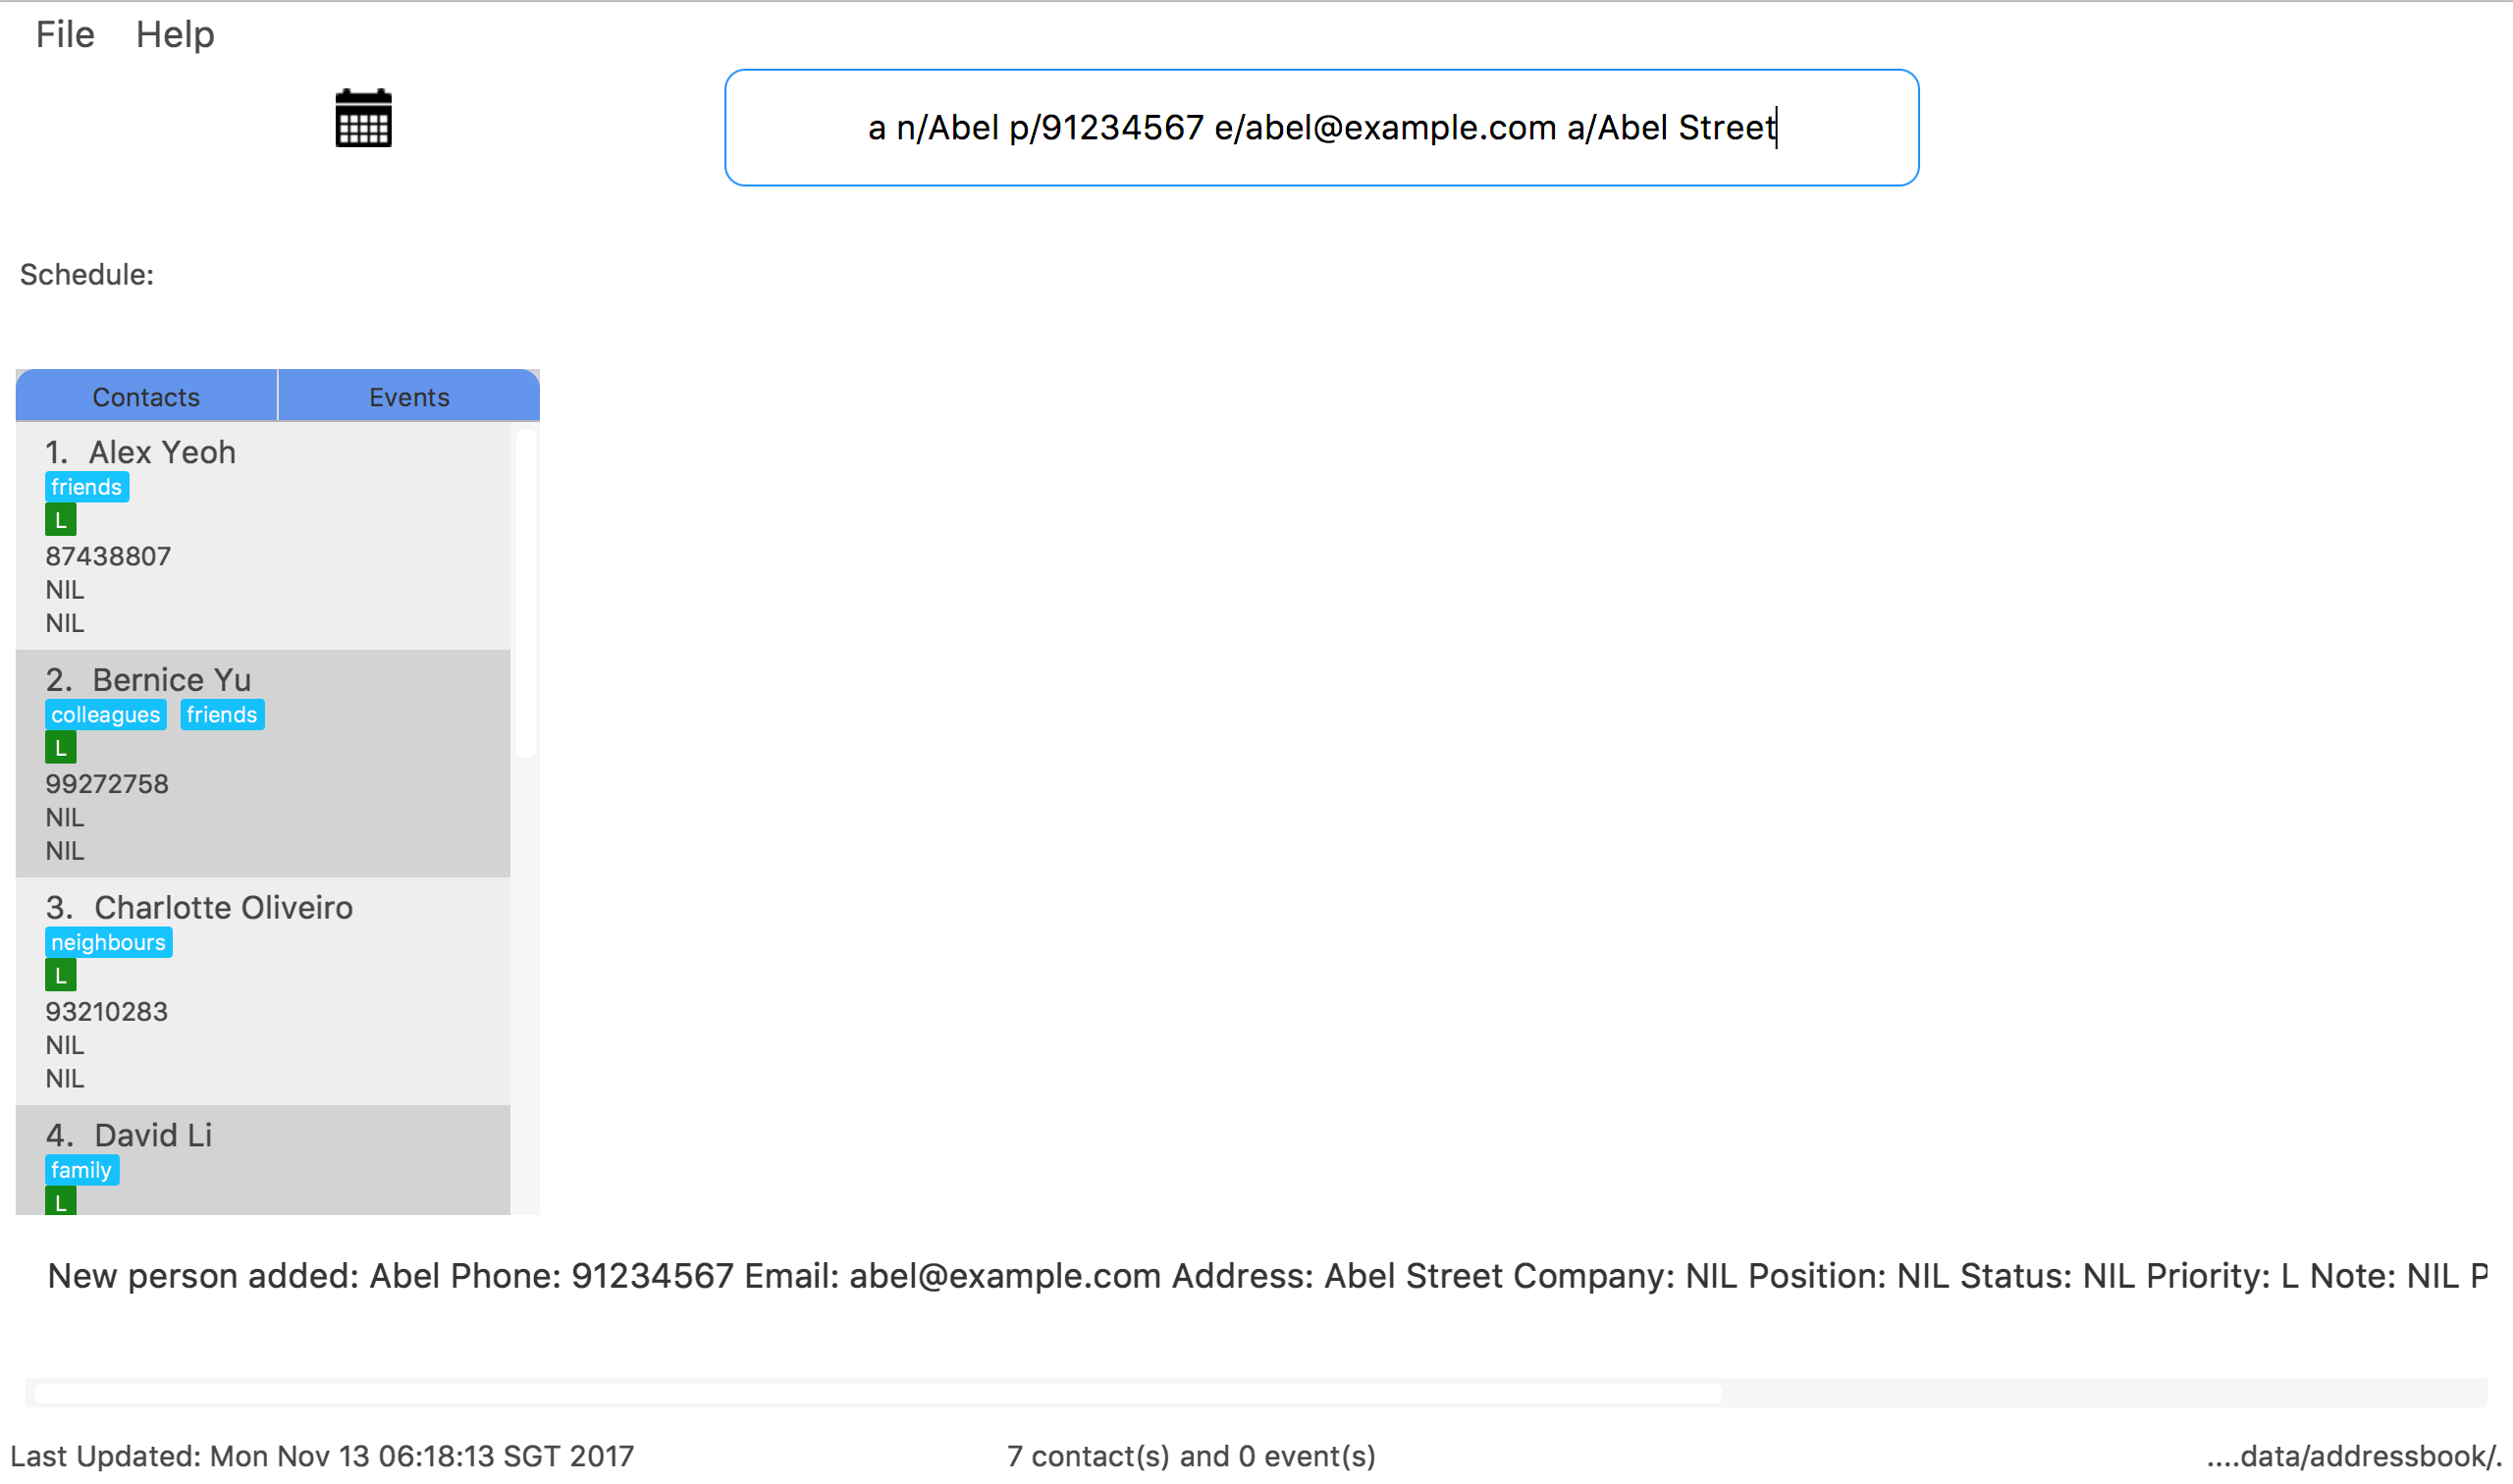 File Help
a n/Abel p/91234567 e/abel@example.com a/Abel Street
Schedule:
Contacts Events
1. Alex Yeoh
friends
L
87438807
NIL
NIL
2. Bernice Yu
colleagues friends
L
99272758
NIL
NIL
3. Charlotte Oliveiro
neighbours
L
93210283
NIL
NIL
4. David Li
family
L
New person added: Abel Phone: 91234567 Email: abel@example.com Address: Abel Street Company: NIL Position: NIL Status: NIL Priority: L Note: NIL P
Last Updated: Mon Nov 13 06:18:13 SGT 2017 7 contact(s) and 0 event(s) ....data/addressbook/.